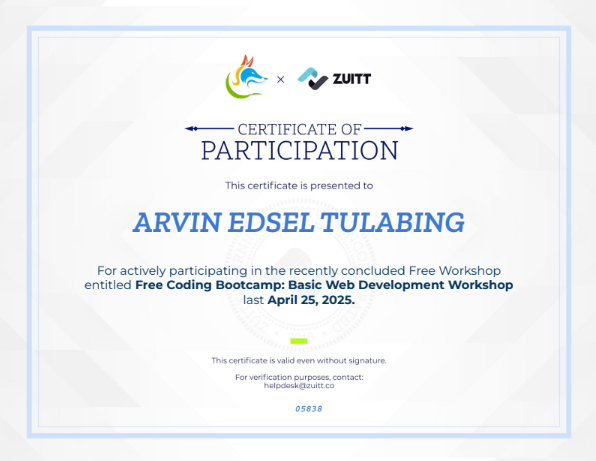 × ZUITT
CERTIFICATE OF
PARTICIPATION
This certificate is presented to
ARVIN EDSEL TULABING
For actively participating in the recently concluded Free Workshop
entitled Free Coding Bootcamp: Basic Web Development Workshop
last April 25, 2025.
This certificate is valid even without signature.
For verification purposes, contact:
helpdesk@zuitt.co
05838